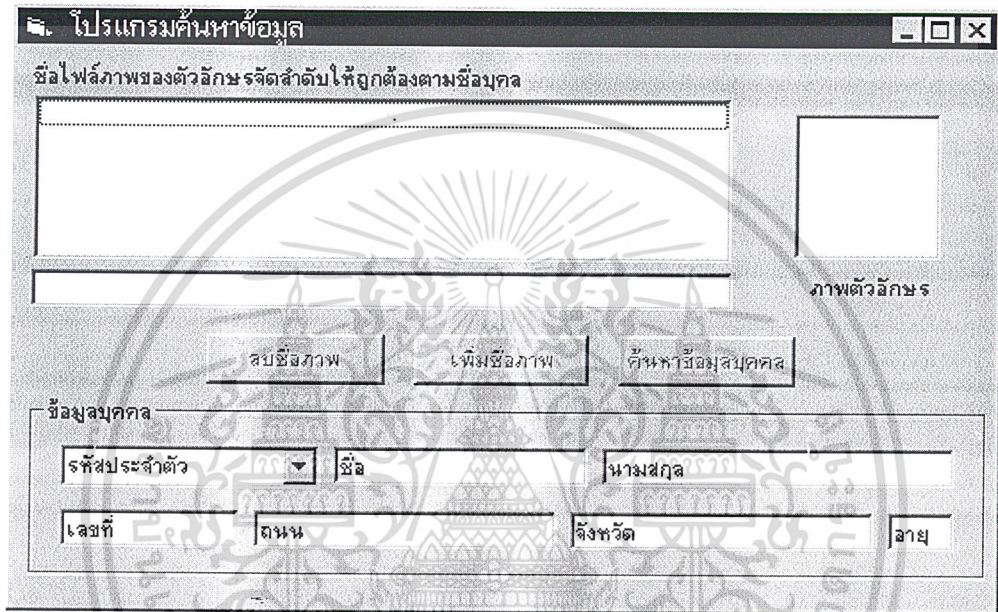 โปรแกรมค้นหาข้อมูล
ชื่อไฟล์ภาพของตัวอักษรจัดลำดับให้ถูกต้องตามชื่อบุคล
ภาพตัวอักษร
ลบชื่อภาพ เพิ่มชื่อภาพ ค้นหาข้อมุลบุคคล
ข้อมูลบุคคล
รหัสประจำตัว ชื่อ นามสกุล
เลขที่ ถนน จังหวัด อายุ